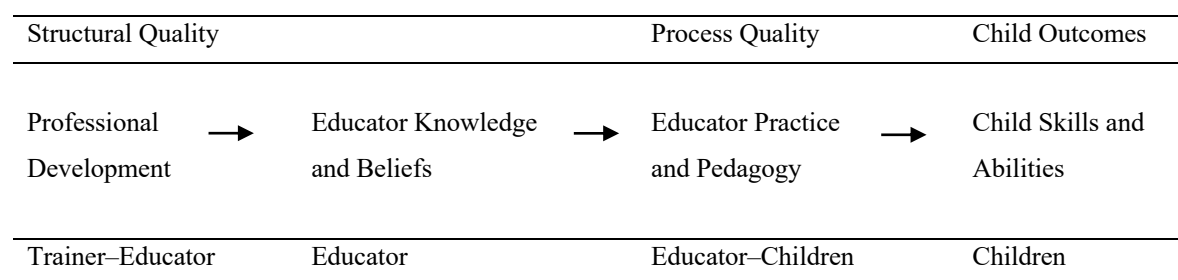 Structural Quality Process Quality Child Outcomes
Professional Educator Knowledge Educator Practice Child Skills and
Development and Beliefs and Pedagogy Abilities
Trainer–Educator Educator Educator–Children Children